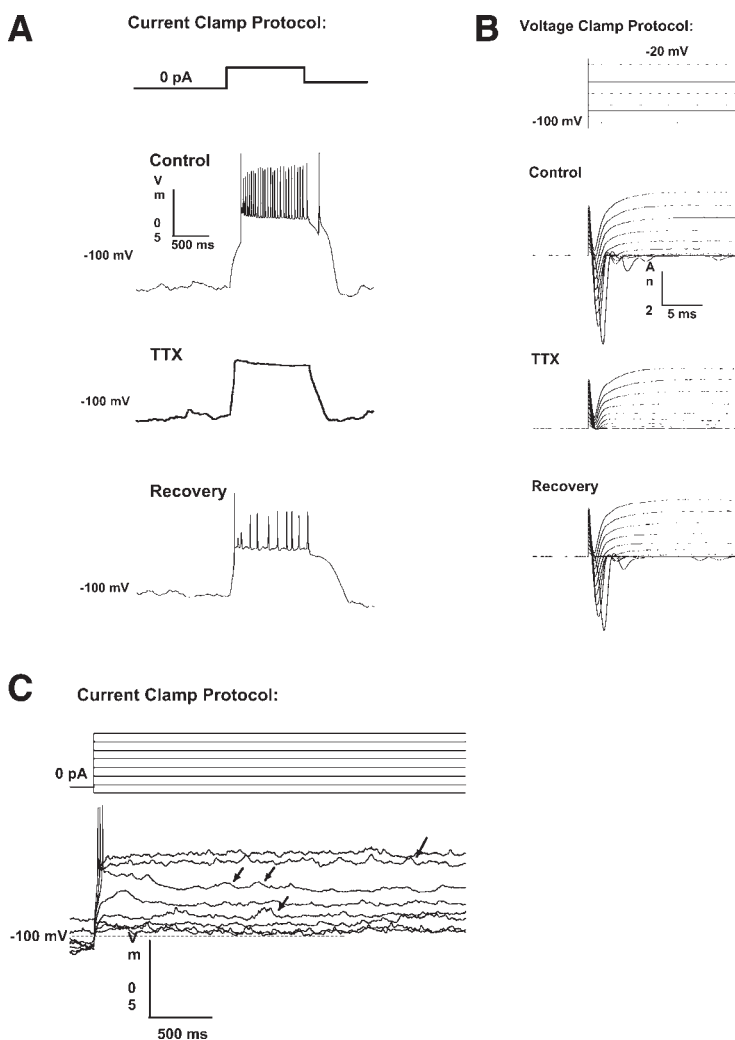 A
Current Clamp Protocol:
0 pA
Control
V
m
0
5
500 ms
-100 mV
TTX
-100 mV
Recovery
-100 mV
B
Voltage Clamp Protocol:
-20 mV
-100 mV
Control
A
n
2
5 ms
TTX
Recovery
C
Current Clamp Protocol:
0 pA
-100 mV
V
m
0
5
500 ms